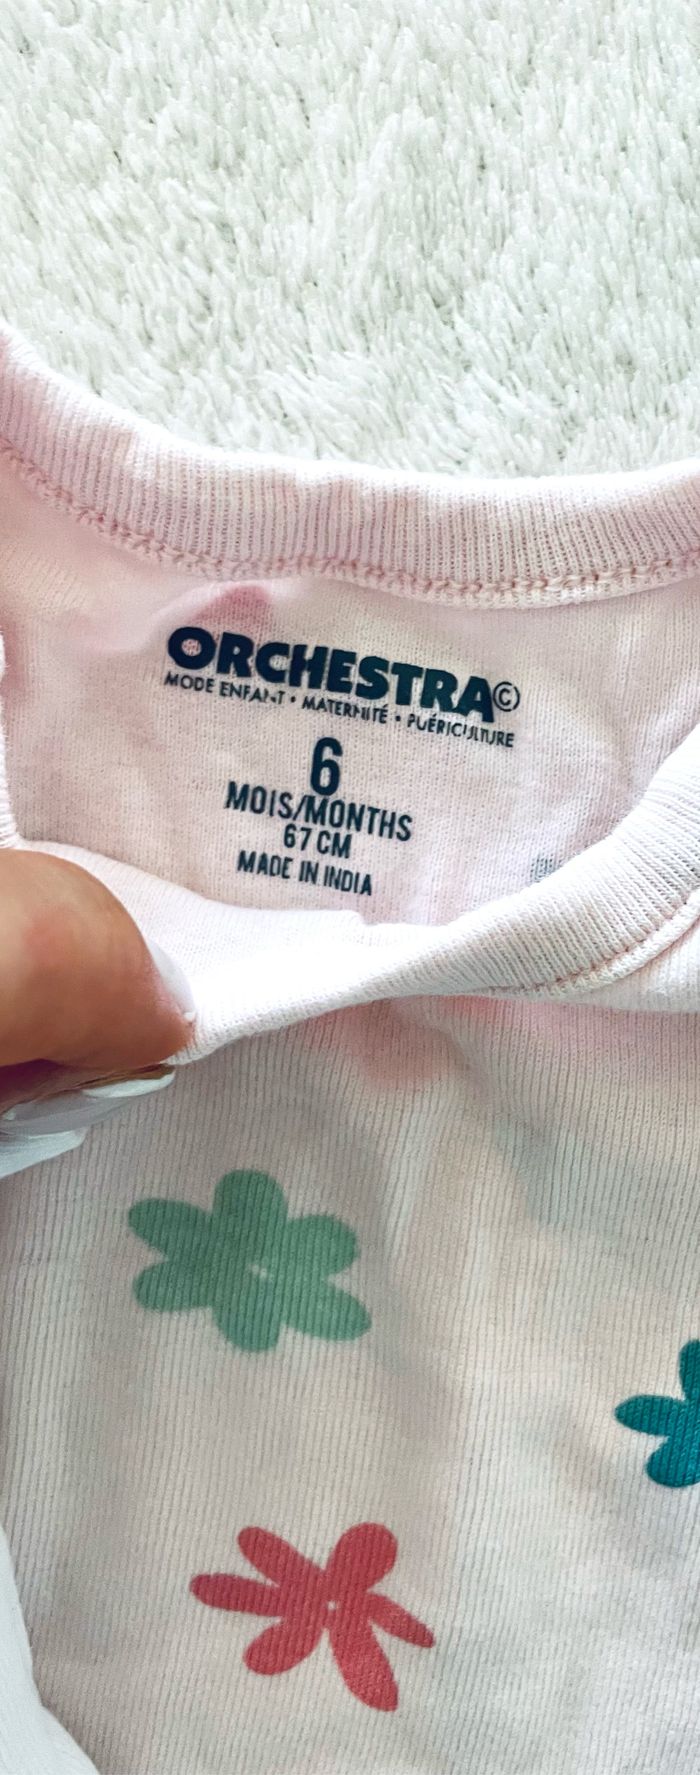 ORCHESTRA©
MODE ENFANT • MATERNITÉ • PUÉRICULTURE
6
MOIS/MONTHS
67 CM
MADE IN INDIA